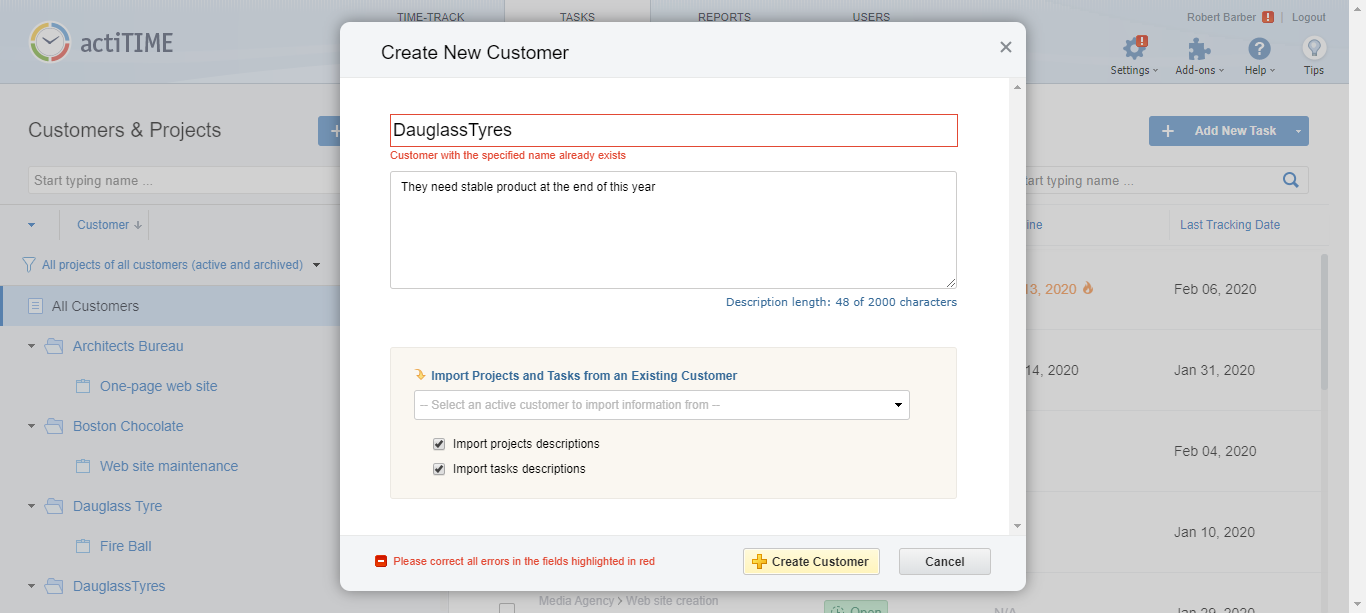 TIME-TRACK TASKS REPORTS USERS
Robert Barber ! | Logout
actiTIME
Settings Add-ons Help Tips
Create New Customer
Customers & Projects
+ Add New Task
DauglassTyres
Customer with the specified name already exists
Start typing name ...
tart typing name ...
They need stable product at the end of this year
Customer
ine
Last Tracking Date
All projects of all customers (active and archived)
13, 2020
Feb 06, 2020
Description length: 48 of 2000 characters
All Customers
Architects Bureau
14, 2020
Jan 31, 2020
Import Projects and Tasks from an Existing Customer
-- Select an active customer to import information from --
One-page web site
Boston Chocolate
Import projects descriptions
Feb 04, 2020
Web site maintenance
Import tasks descriptions
Dauglass Tyre
Jan 10, 2020
Fire Ball
Please correct all errors in the fields highlighted in red
Create Customer
Cancel
DauglassTyres
Media Agency > Web site creation
Open
N/A
Jan 29, 2020